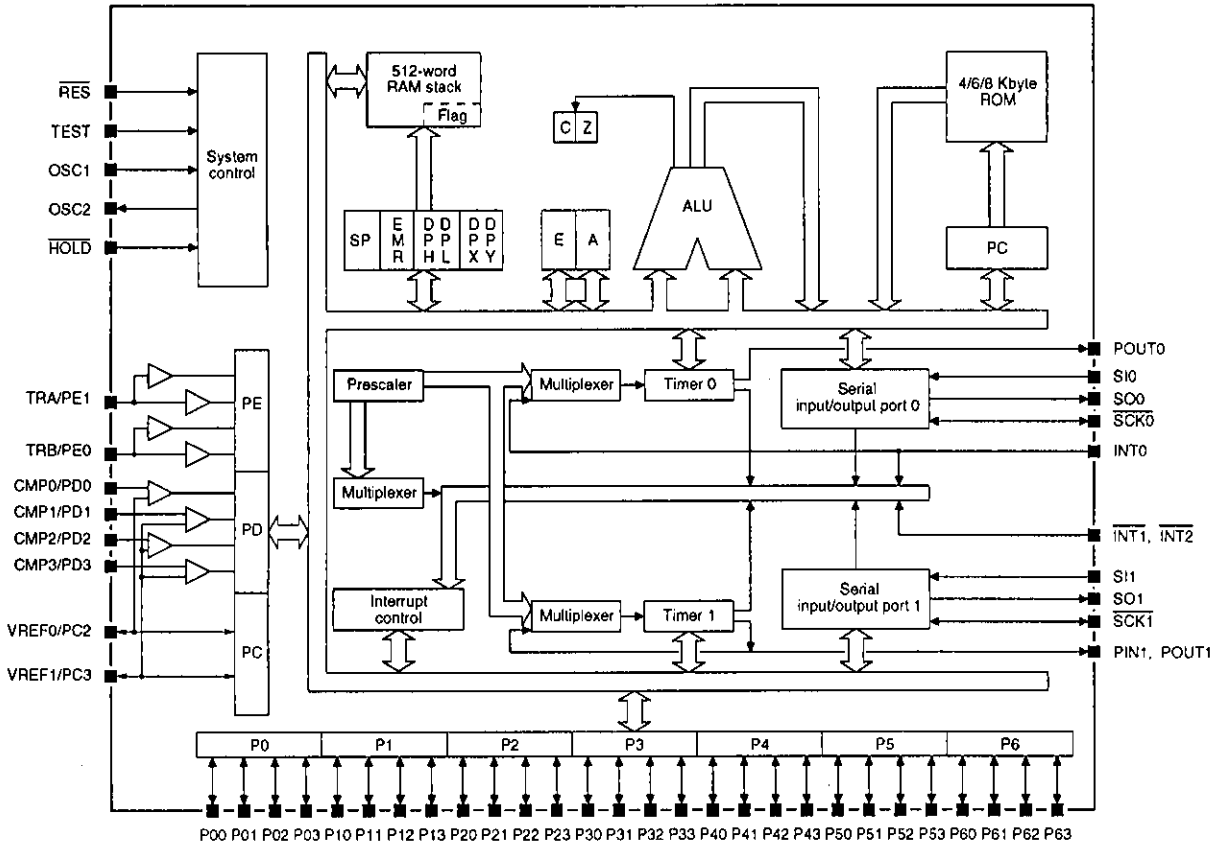 RES
TEST
OSC1
OSC2
HOLD
System
control
512-word
RAM stack
Flag
C Z
4/6/8 Kbyte
ROM
ALU
SP
EMR
DPH
DPL
DPX
DPY
E A
PC
TRA/PE1
TRB/PE0
CMP0/PD0
CMP1/PD1
CMP2/PD2
CMP3/PD3
VREF0/PC2
VREF1/PC3
PE
PD
PC
Prescaler
Multiplexer
Timer 0
Serial
input/output port 0
Multiplexer
Interrupt
control
Multiplexer
Timer 1
Serial
input/output port 1
POUT0
SI0
SO0
SCK0
INT0
INT1, INT2
SI1
SO1
SCK1
PIN1, POUT1
P0 P1 P2 P3 P4 P5 P6
P00 P01 P02 P03 P10 P11 P12 P13 P20 P21 P22 P23 P30 P31 P32 P33 P40 P41 P42 P43 P50 P51 P52 P53 P60 P61 P62 P63